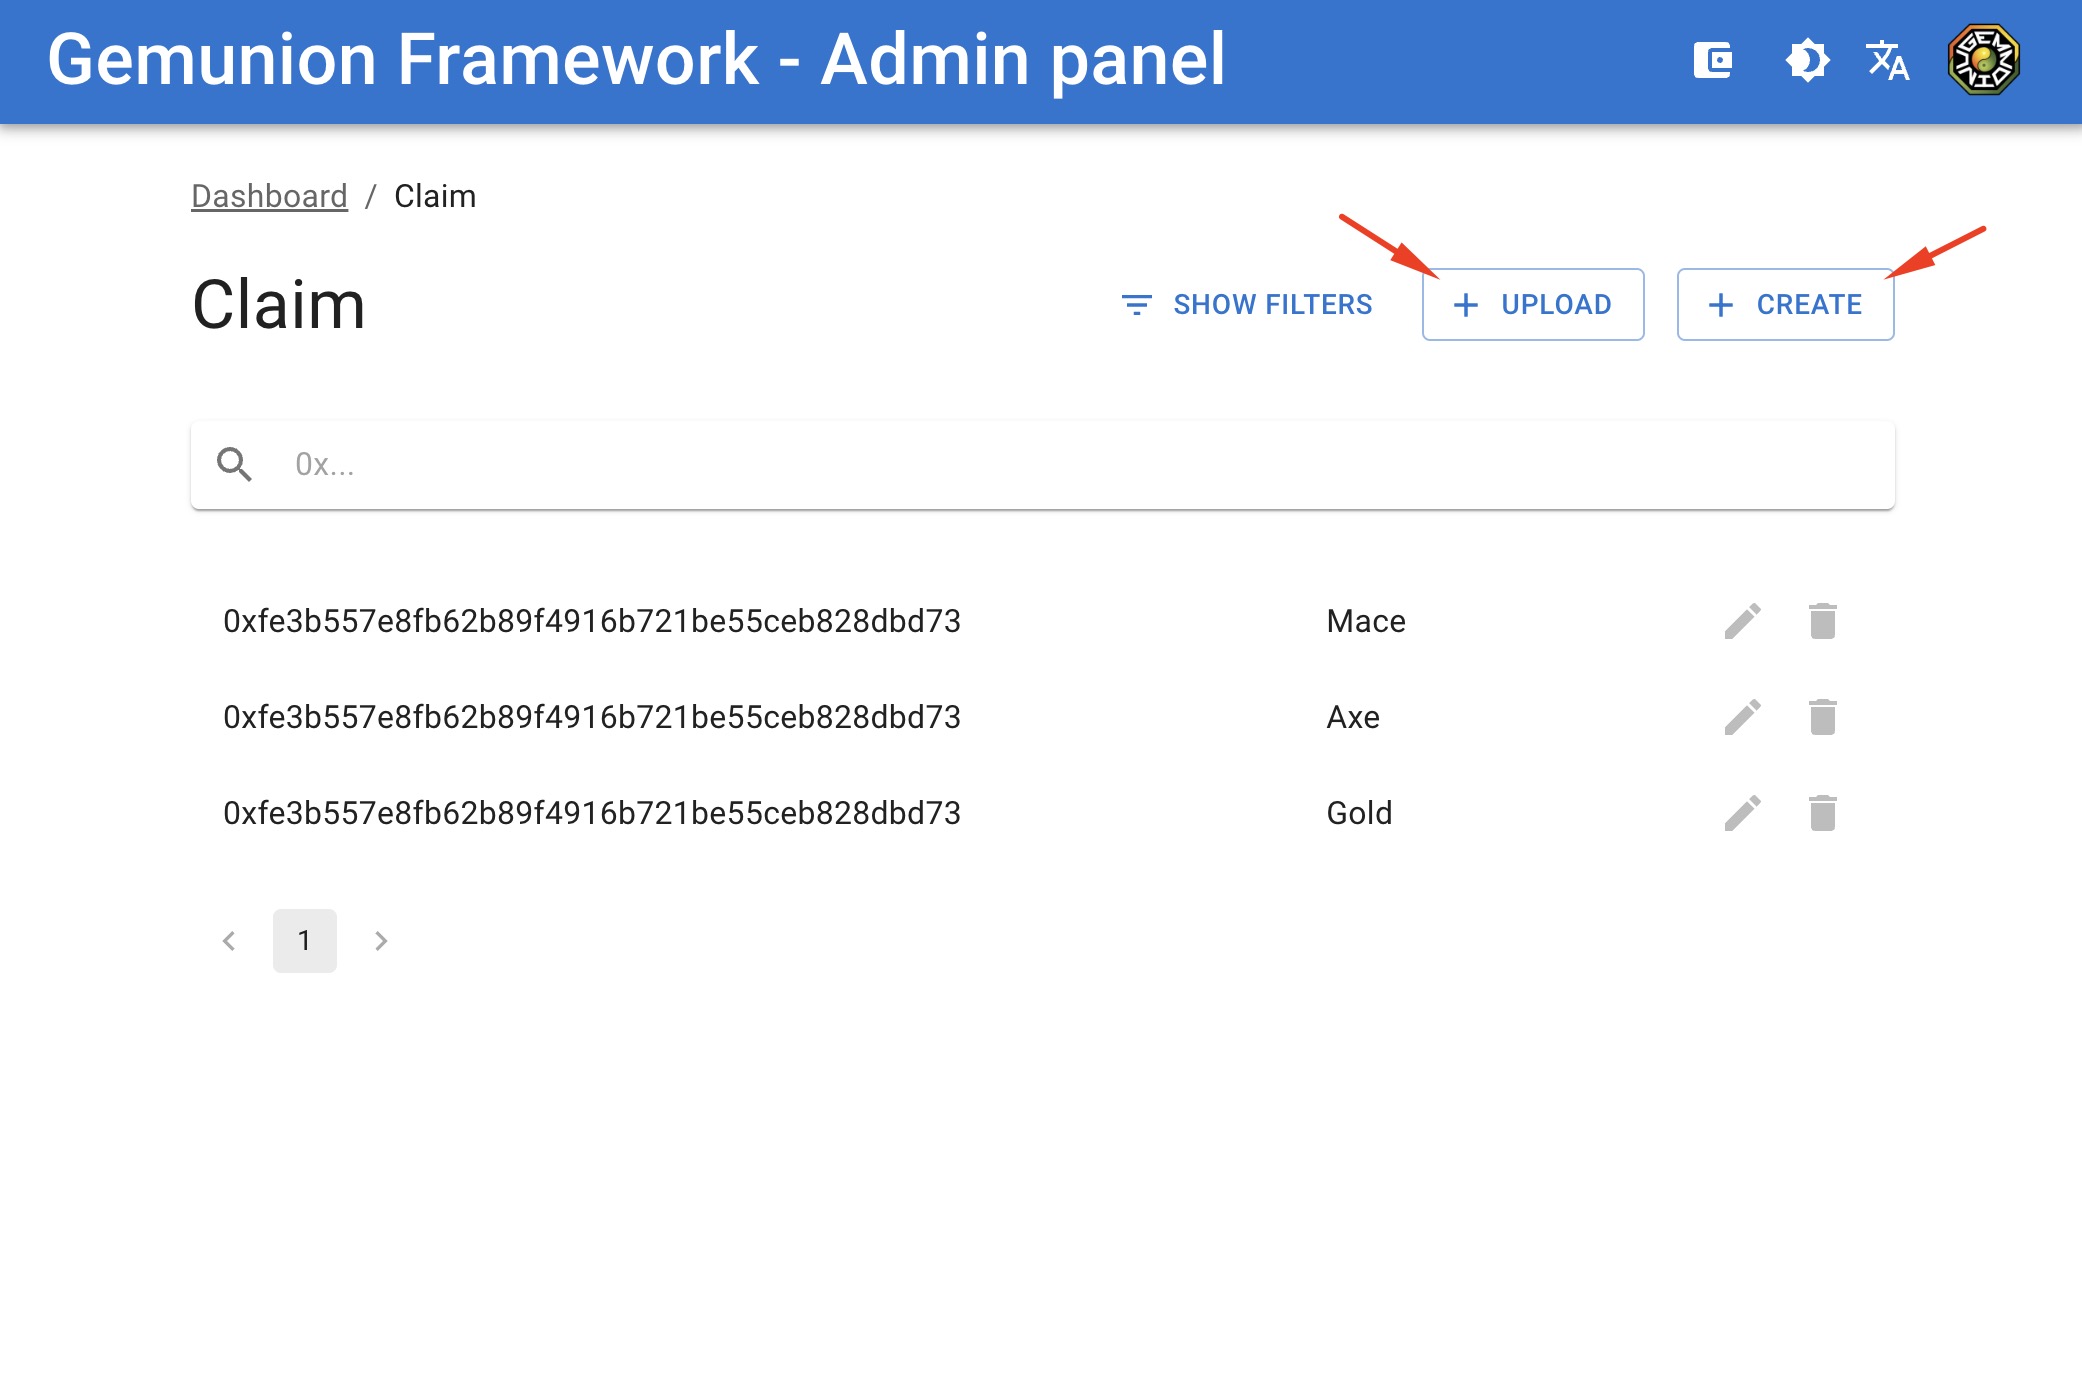 Gemunion Framework - Admin panel
GEMUNION
Dashboard / Claim
Claim
SHOW FILTERS
+ UPLOAD
+ CREATE
0x...
0xfe3b557e8fb62b89f4916b721be55ceb828dbd73 Mace
0xfe3b557e8fb62b89f4916b721be55ceb828dbd73 Axe
0xfe3b557e8fb62b89f4916b721be55ceb828dbd73 Gold
1